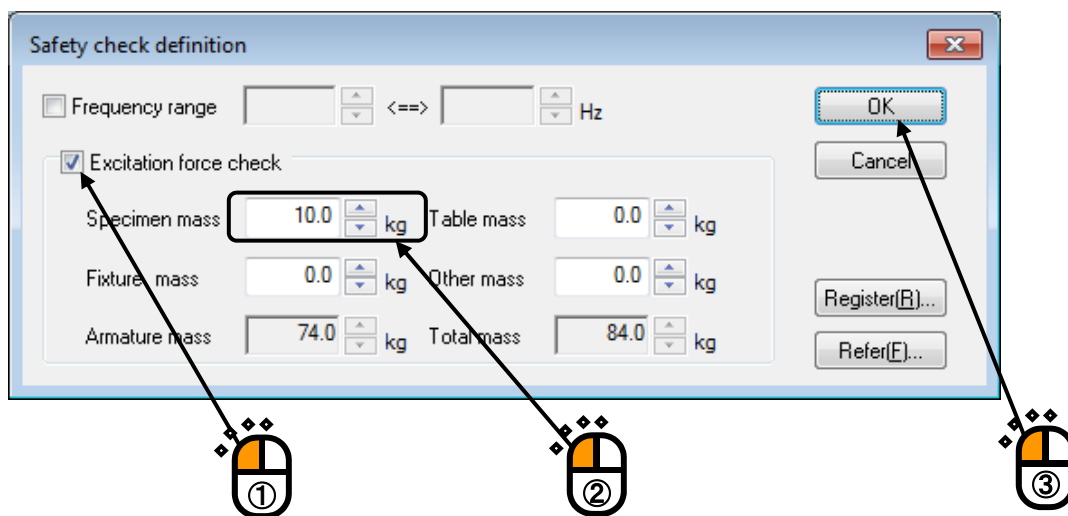 Safety check definition
Frequency range <==> Hz
OK
Excitation force check
Cancel
Specimen mass 10.0 kg Table mass 0.0 kg
Fixture mass 0.0 kg Other mass 0.0 kg
Register(R)...
Armature mass 74.0 kg Total mass 84.0 kg
Refer(F)...
① ② ③